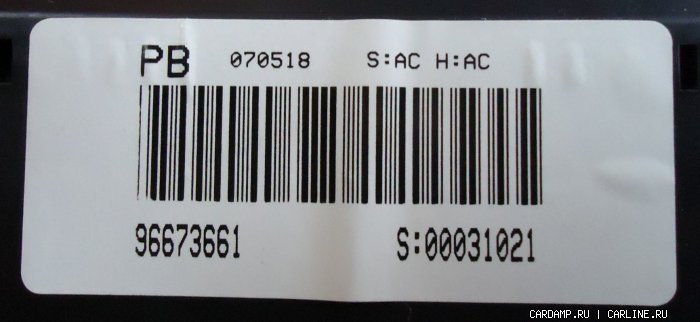 PB 070518 S:AC H:AC
96673661 S:00031021
CARDAMP.RU | CARLINE.RU